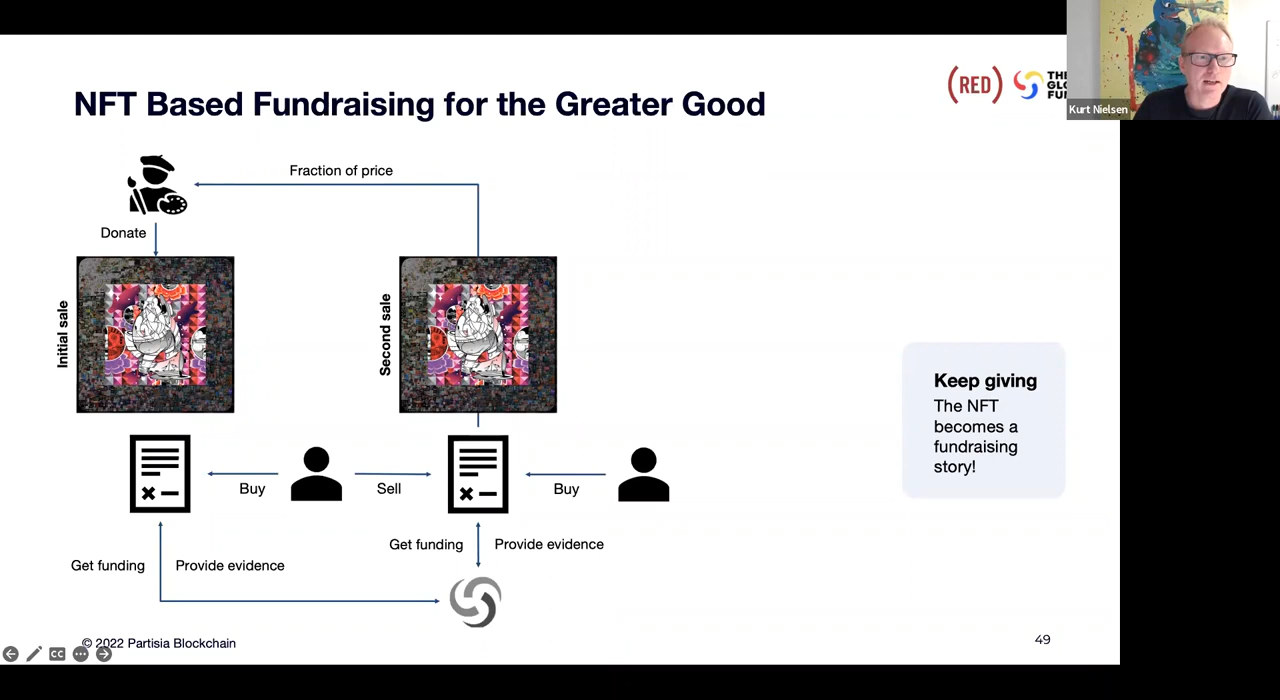 NFT Based Fundraising for the Greater Good
(RED)
THE
Kurt Nielsen
Fraction of price
Donate
Initial sale
Second sale
Keep giving
The NFT
becomes a
fundraising
story!
Buy
Sell
Buy
Get funding
Provide evidence
Get funding
Provide evidence
© 2022 Partisia Blockchain
49
CC